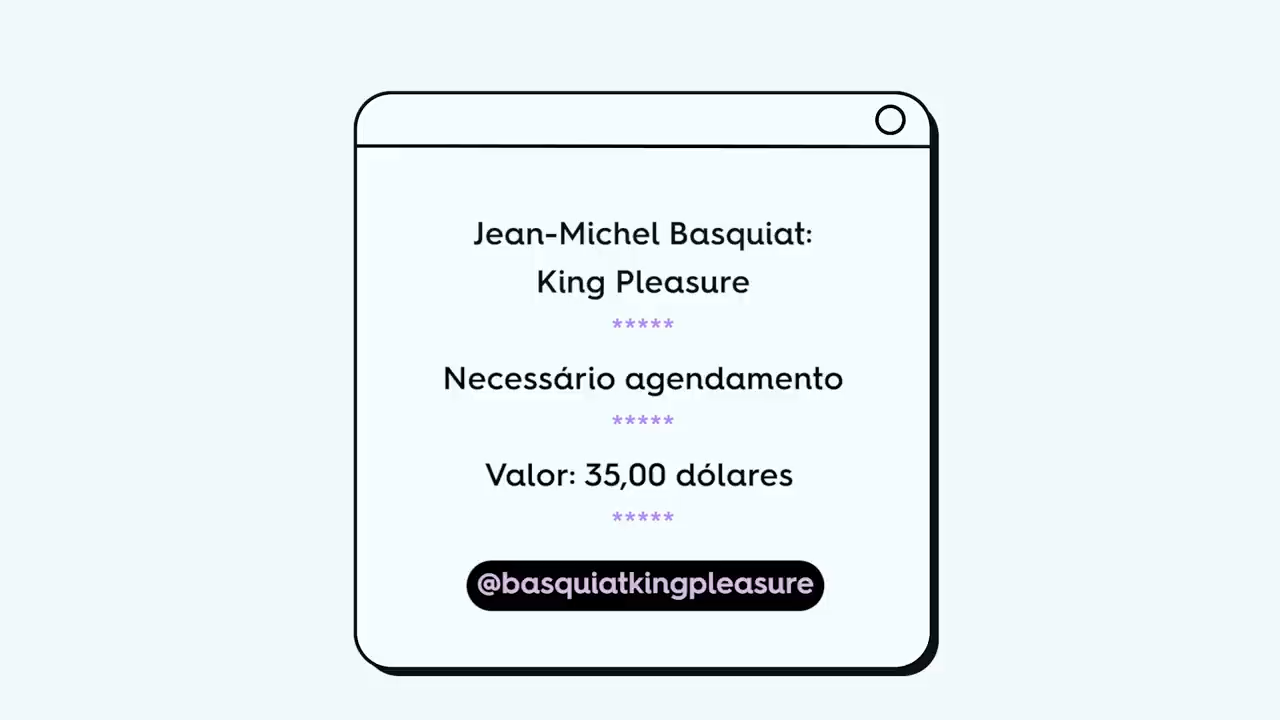 Jean-Michel Basquiat:
King Pleasure
*****
Necessário agendamento
*****
Valor: 35,00 dólares
*****
@basquiatkingpleasure